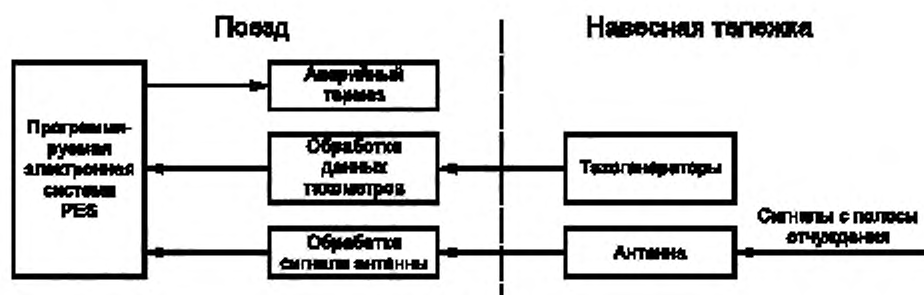 Поезд
Навесная тележка
Аварийный
тормоз
Программи-
руемая
электронная
система
PES
Обработка
данных
тахометров
Тахогенераторы
Обработка
сигнала антенны
Антенна
Сигналы с полосы
отчуждения